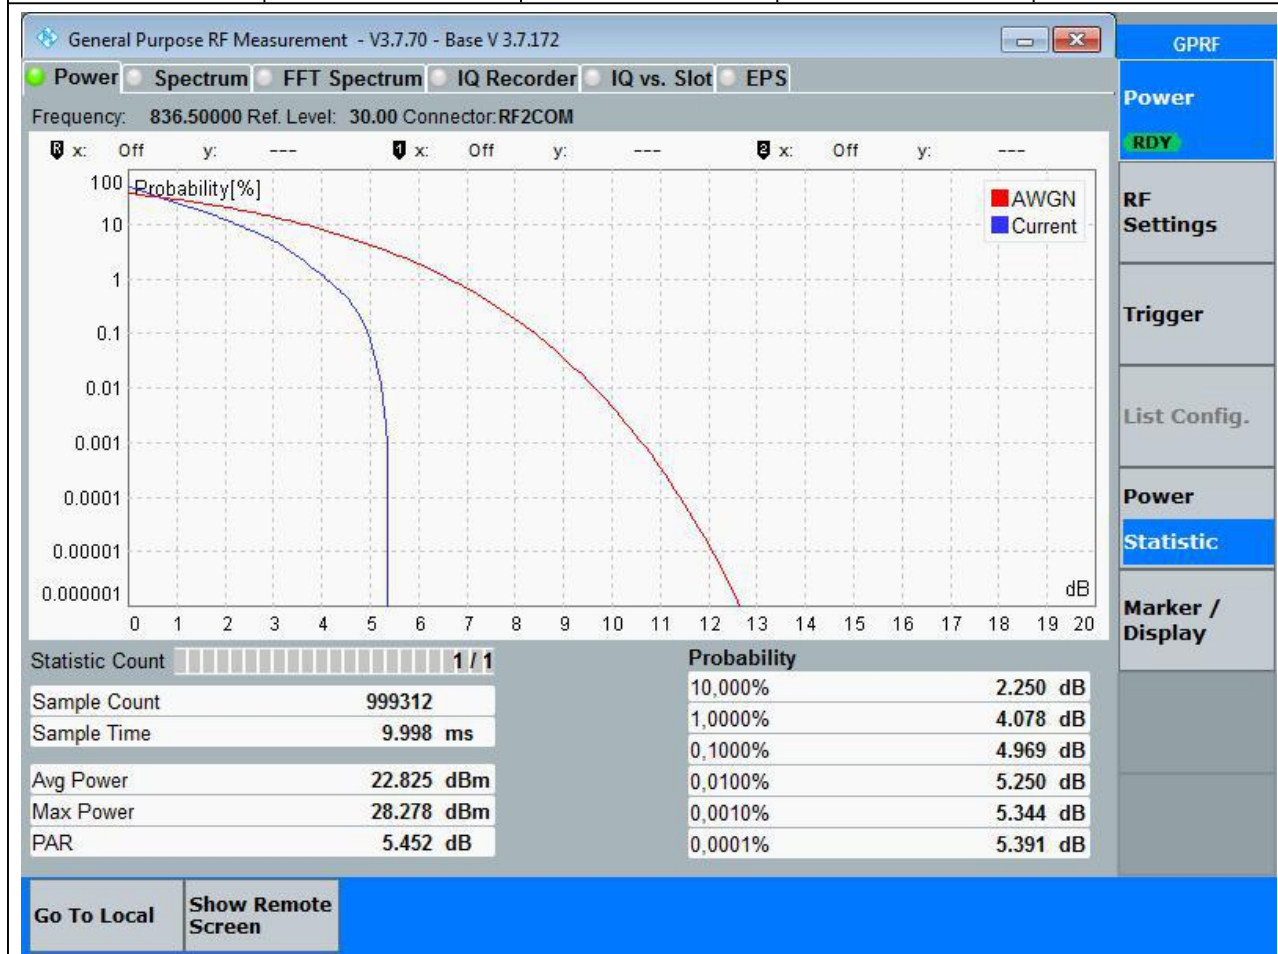 General Purpose RF Measurement - V3.7.70 - Base V 3.7.172
GPRF
Power Spectrum FFT Spectrum IQ Recorder IQ vs. Slot EPS
Frequency: 836.50000 Ref. Level: 30.00 Connector:RF2COM
R x: Off y: --- 1 x: Off y: --- 2 x: Off y: ---
Probability[%]
AWGN
Current
100
10
1
0.1
0.01
0.001
0.0001
0.00001
0.000001
dB
0 1 2 3 4 5 6 7 8 9 10 11 12 13 14 15 16 17 18 19 20
Statistic Count 1 / 1
Sample Count 999312
Sample Time 9.998 ms
Avg Power 22.825 dBm
Max Power 28.278 dBm
PAR 5.452 dB
Probability
10,000% 2.250 dB
1,0000% 4.078 dB
0,1000% 4.969 dB
0,0100% 5.250 dB
0,0010% 5.344 dB
0,0001% 5.391 dB
Power
RDY
RF
Settings
Trigger
List Config.
Power
Statistic
Marker /
Display
Go To Local
Show Remote
Screen